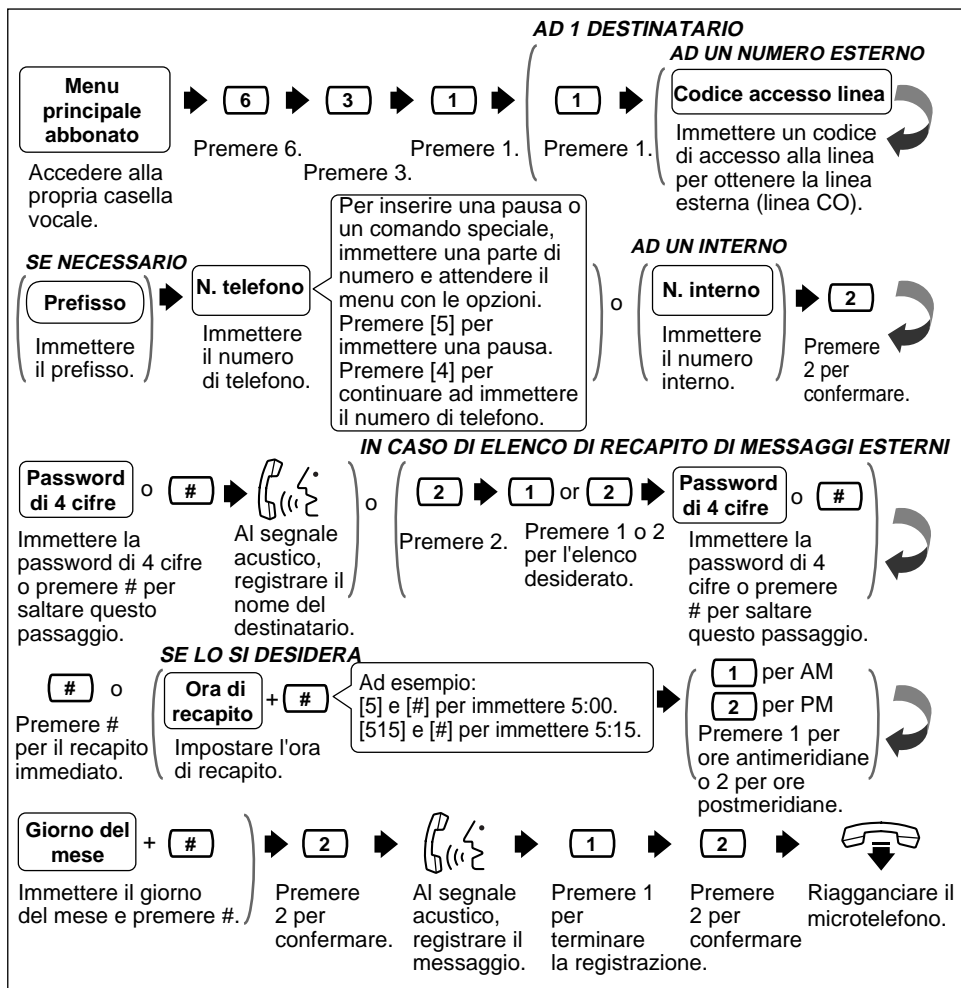 AD 1 DESTINATARIO
AD UN NUMERO ESTERNO
Menu
principale
abbonato
6
3
1
1
Codice accesso linea
Accedere alla
propria casella
vocale.
Premere 6.
Premere 3.
Premere 1.
Premere 1.
Immettere un codice
di accesso alla linea
per ottenere la linea
esterna (linea CO).
SE NECESSARIO
Prefisso
Immettere
il prefisso.
N. telefono
Immettere
il numero
di telefono.
Per inserire una pausa o
un comando speciale,
immettere una parte di
numero e attendere il
menu con le opzioni.
Premere [5] per
immettere una pausa.
Premere [4] per
continuare ad immettere
il numero di telefono.
o
AD UN INTERNO
N. interno
Immettere
il numero
interno.
2
Premere
2 per
confermare.
IN CASO DI ELENCO DI RECAPITO DI MESSAGGI ESTERNI
Password
di 4 cifre
o
#
Immettere la
password di 4 cifre
o premere # per
saltare questo
passaggio.
Al segnale
acustico,
registrare il
nome del
destinatario.
o
2
1 or 2
Premere 2.
Premere 1 o 2
per l'elenco
desiderato.
Password
di 4 cifre
o
#
Immettere la
password di 4
cifre o premere
# per saltare
questo passaggio.
SE LO SI DESIDERA
# o
Premere #
per il recapito
immediato.
Ora di
recapito
+ #
Impostare l'ora
di recapito.
Ad esempio:
[5] e [#] per immettere 5:00.
[515] e [#] per immettere 5:15.
1 per AM
2 per PM
Premere 1 per
ore antimeridiane
o 2 per ore
postmeridiane.
Giorno del
mese
+ #
Immettere il giorno
del mese e premere #.
2
Premere
2 per
confermare.
Al segnale
acustico,
registrare il
messaggio.
1
Premere 1
per
terminare
la registrazione.
2
Premere
2 per
confermare
Riagganciare il
microtelefono.